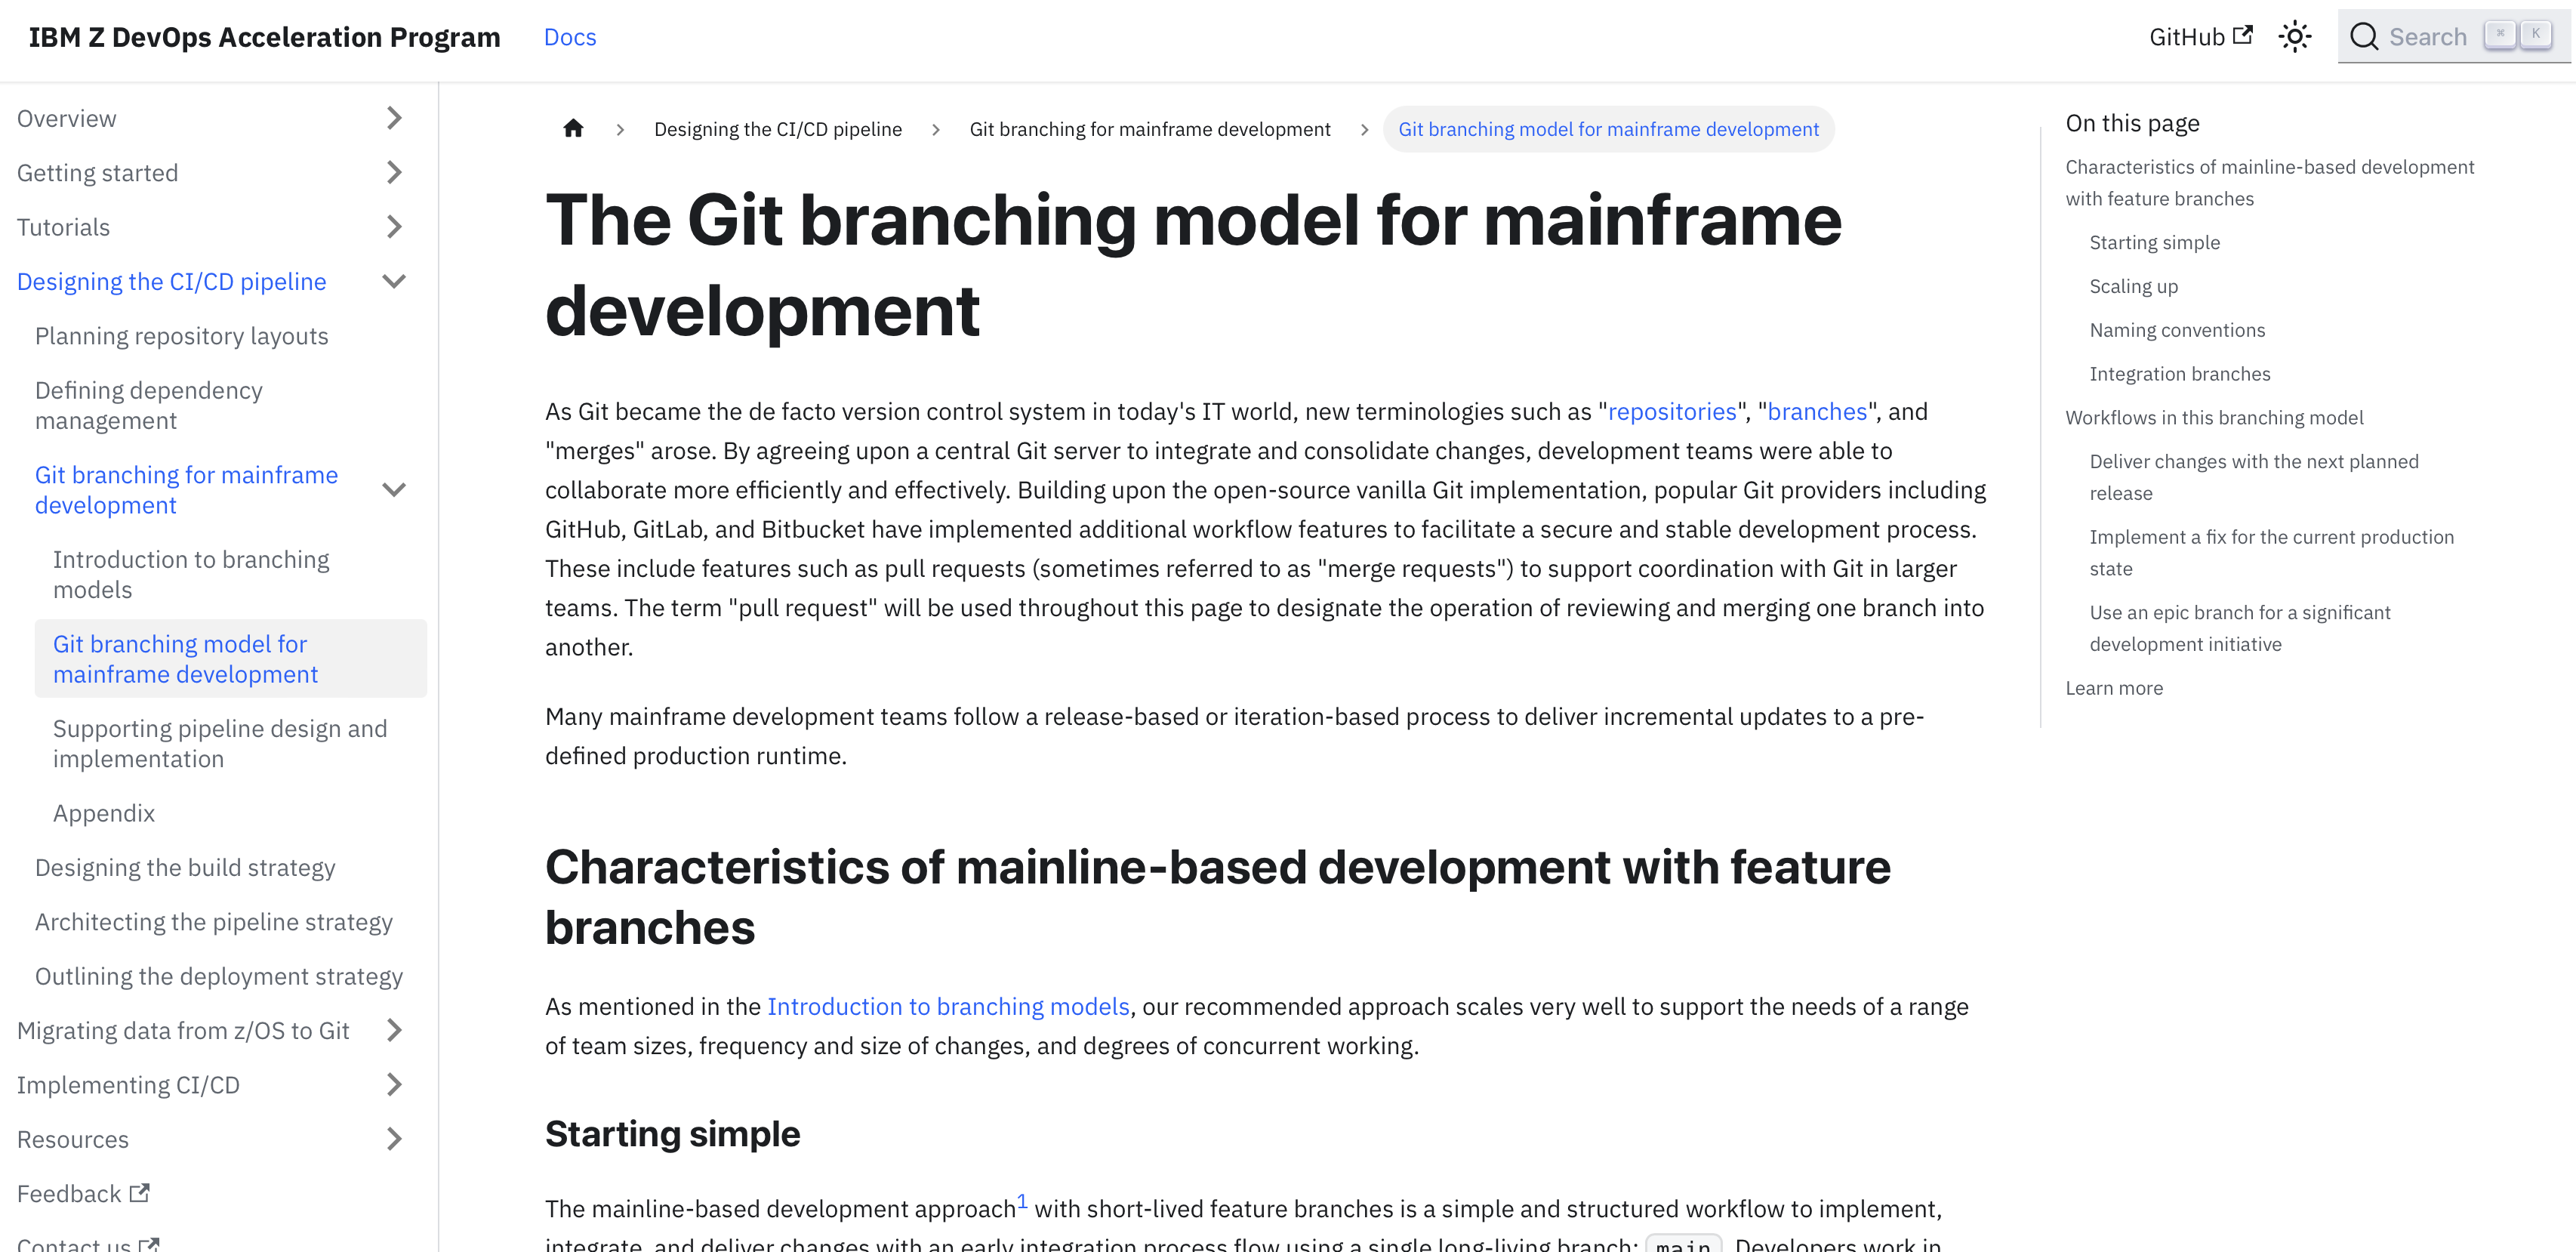 IBM Z DevOps Acceleration Program
Docs
GitHub
Search
⌘
K
Overview
Getting started
Tutorials
Designing the CI/CD pipeline
Planning repository layouts
Defining dependency
management
Git branching for mainframe
development
Introduction to branching
models
Git branching model for
mainframe development
Supporting pipeline design and
implementation
Appendix
Designing the build strategy
Architecting the pipeline strategy
Outlining the deployment strategy
Migrating data from z/OS to Git
Implementing CI/CD
Resources
Feedback
Contact us
Designing the CI/CD pipeline
Git branching for mainframe development
Git branching model for mainframe development
The Git branching model for mainframe
development
As Git became the de facto version control system in today's IT world, new terminologies such as "repositories", "branches", and
"merges" arose. By agreeing upon a central Git server to integrate and consolidate changes, development teams were able to
collaborate more efficiently and effectively. Building upon the open-source vanilla Git implementation, popular Git providers including
GitHub, GitLab, and Bitbucket have implemented additional workflow features to facilitate a secure and stable development process.
These include features such as pull requests (sometimes referred to as "merge requests") to support coordination with Git in larger
teams. The term "pull request" will be used throughout this page to designate the operation of reviewing and merging one branch into
another.
Many mainframe development teams follow a release-based or iteration-based process to deliver incremental updates to a pre-
defined production runtime.
Characteristics of mainline-based development with feature
branches
As mentioned in the Introduction to branching models, our recommended approach scales very well to support the needs of a range
of team sizes, frequency and size of changes, and degrees of concurrent working.
Starting simple
The mainline-based development approach1 with short-lived feature branches is a simple and structured workflow to implement,
integrate, and deliver changes with an early integration process flow using a single long-living branch: main. Developers work in
On this page
Characteristics of mainline-based development
with feature branches
Starting simple
Scaling up
Naming conventions
Integration branches
Workflows in this branching model
Deliver changes with the next planned
release
Implement a fix for the current production
state
Use an epic branch for a significant
development initiative
Learn more